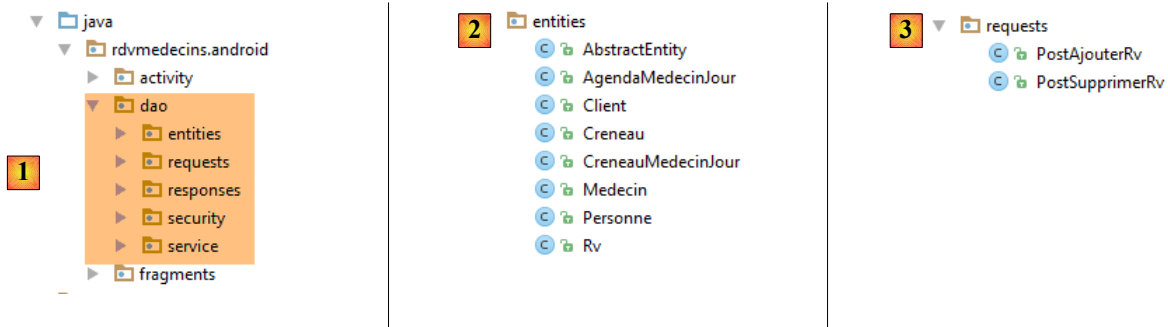 1
java
rdvmedecins.android
activity
dao
entities
requests
responses
security
service
fragments
2
entities
C AbstractEntity
C AgendaMedecinJour
C Client
C Creneau
C CreneauMedecinJour
C Medecin
C Personne
C Rv
3
requests
C PostAjouterRv
C PostSupprimerRv